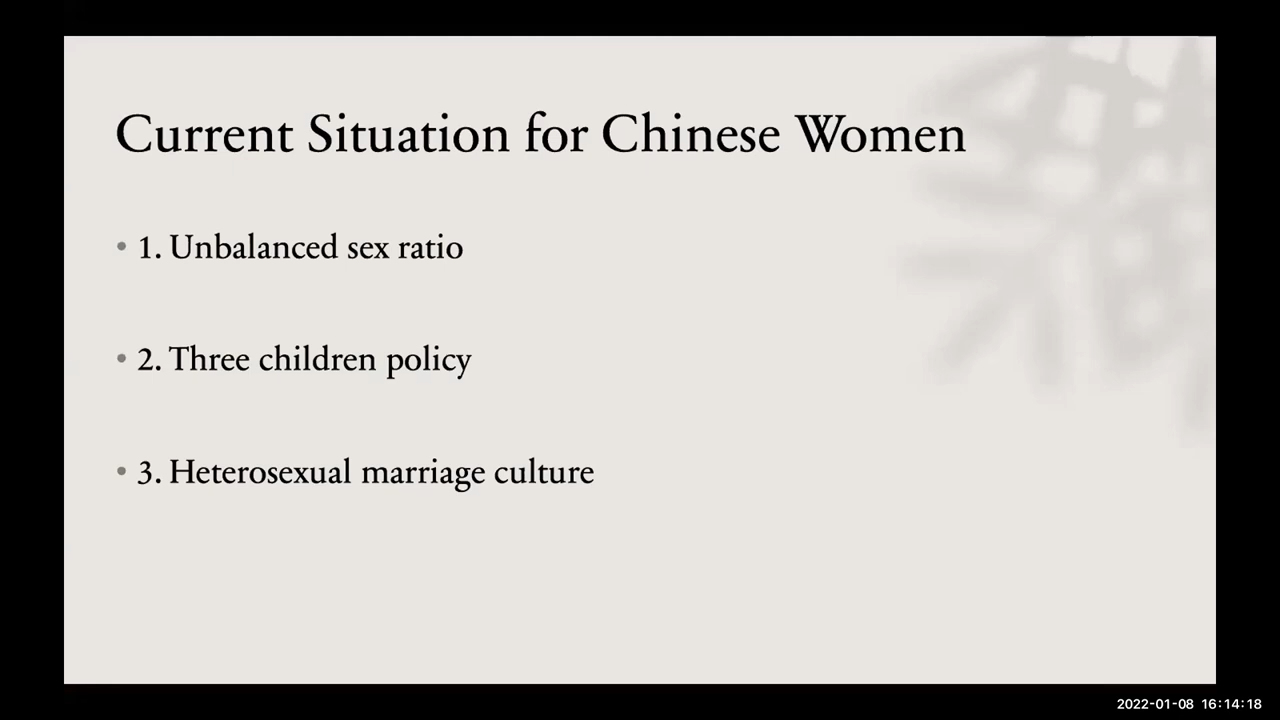 Current Situation for Chinese Women
• 1. Unbalanced sex ratio
• 2. Three children policy
• 3. Heterosexual marriage culture
2022-01-08 16:14:18